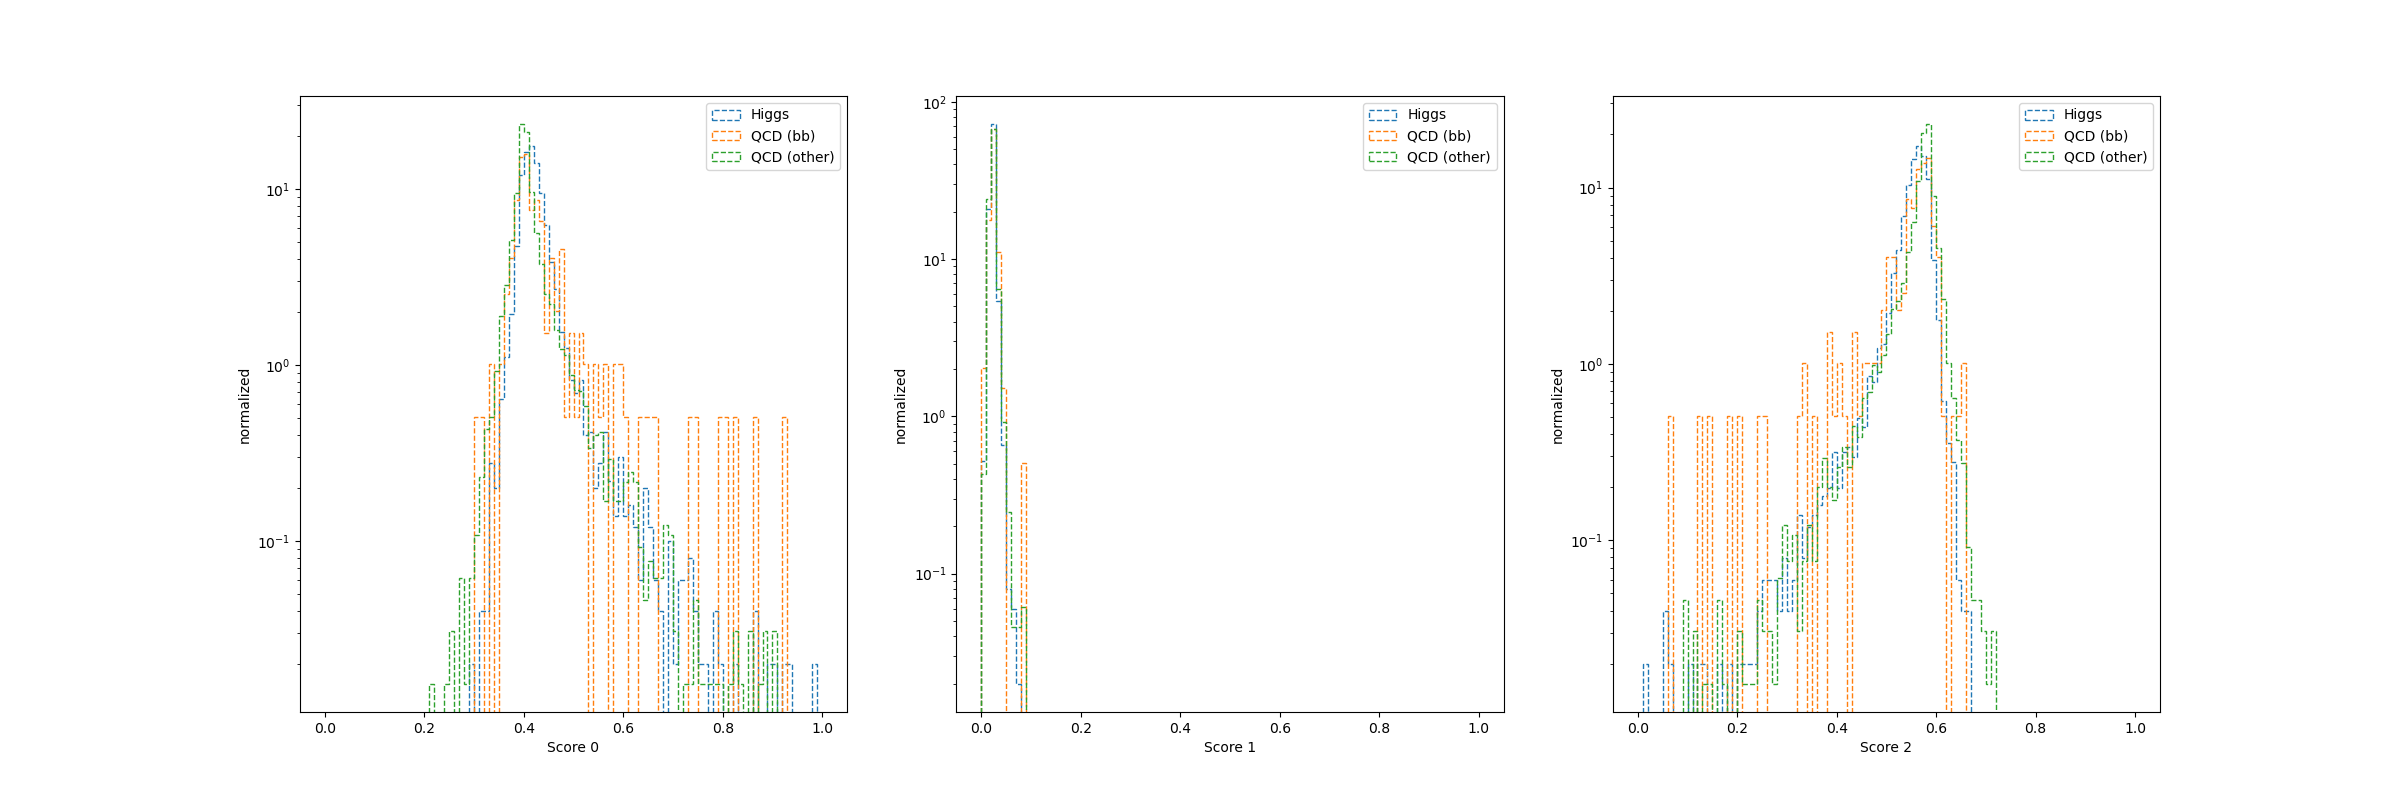 Higgs
QCD (bb)
QCD (other)
normalized
10¹
10⁰
10⁻¹
0.0 0.2 0.4 0.6 0.8 1.0
Score 0
Higgs
QCD (bb)
QCD (other)
normalized
10²
10¹
10⁰
10⁻¹
0.0 0.2 0.4 0.6 0.8 1.0
Score 1
Higgs
QCD (bb)
QCD (other)
normalized
10¹
10⁰
10⁻¹
0.0 0.2 0.4 0.6 0.8 1.0
Score 2